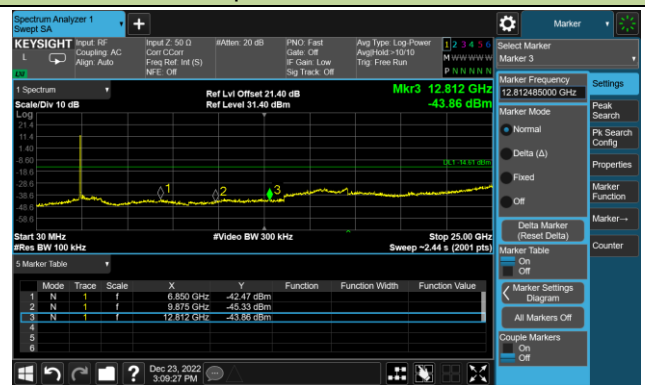 Spectrum Analyzer 1
Swept SA
Marker
KEYSIGHT
L
Input: RF
Coupling: AC
Align: Auto
Input Z: 50 Ω
Corr CCorr
Freq Ref: Int (S)
NFE: Off
#Atten: 20 dB
PNO: Fast
Gate: Off
IF Gain: Low
Sig Track: Off
Avg Type: Log-Power
Avg|Hold:>10/10
Trig: Free Run
1 2 3 4 5 6
M W W W W W
P N N N N N
Select Marker
Marker 3
1 Spectrum
Scale/Div 10 dB
Log
Ref Lvl Offset 21.40 dB
Ref Level 31.40 dBm
Mkr3 12.812 GHz
-43.86 dBm
21.4
11.4
1.40
-8.60
-18.6
-28.6
-38.6
-48.6
-58.6
DL1 -14.61 dBm
1
2
3
Start 30 MHz
#Res BW 100 kHz
#Video BW 300 kHz
Stop 25.00 GHz
Sweep ~2.44 s (2001 pts)
5 Marker Table
Mode Trace Scale X Y Function Function Width Function Value
1 N 1 f 6.850 GHz -42.47 dBm
2 N 1 f 9.875 GHz -45.33 dBm
3 N 1 f 12.812 GHz -43.86 dBm
4
5
6
Marker Frequency
12.812485000 GHz
Marker Mode
Normal
Delta (Δ)
Fixed
Off
Delta Marker
(Reset Delta)
Marker Table
On
Off
Marker Settings
Diagram
All Markers Off
Couple Markers
On
Off
Settings
Peak
Search
Pk Search
Config
Properties
Marker
Function
Marker→
Counter
?
Dec 23, 2022
3:09:27 PM